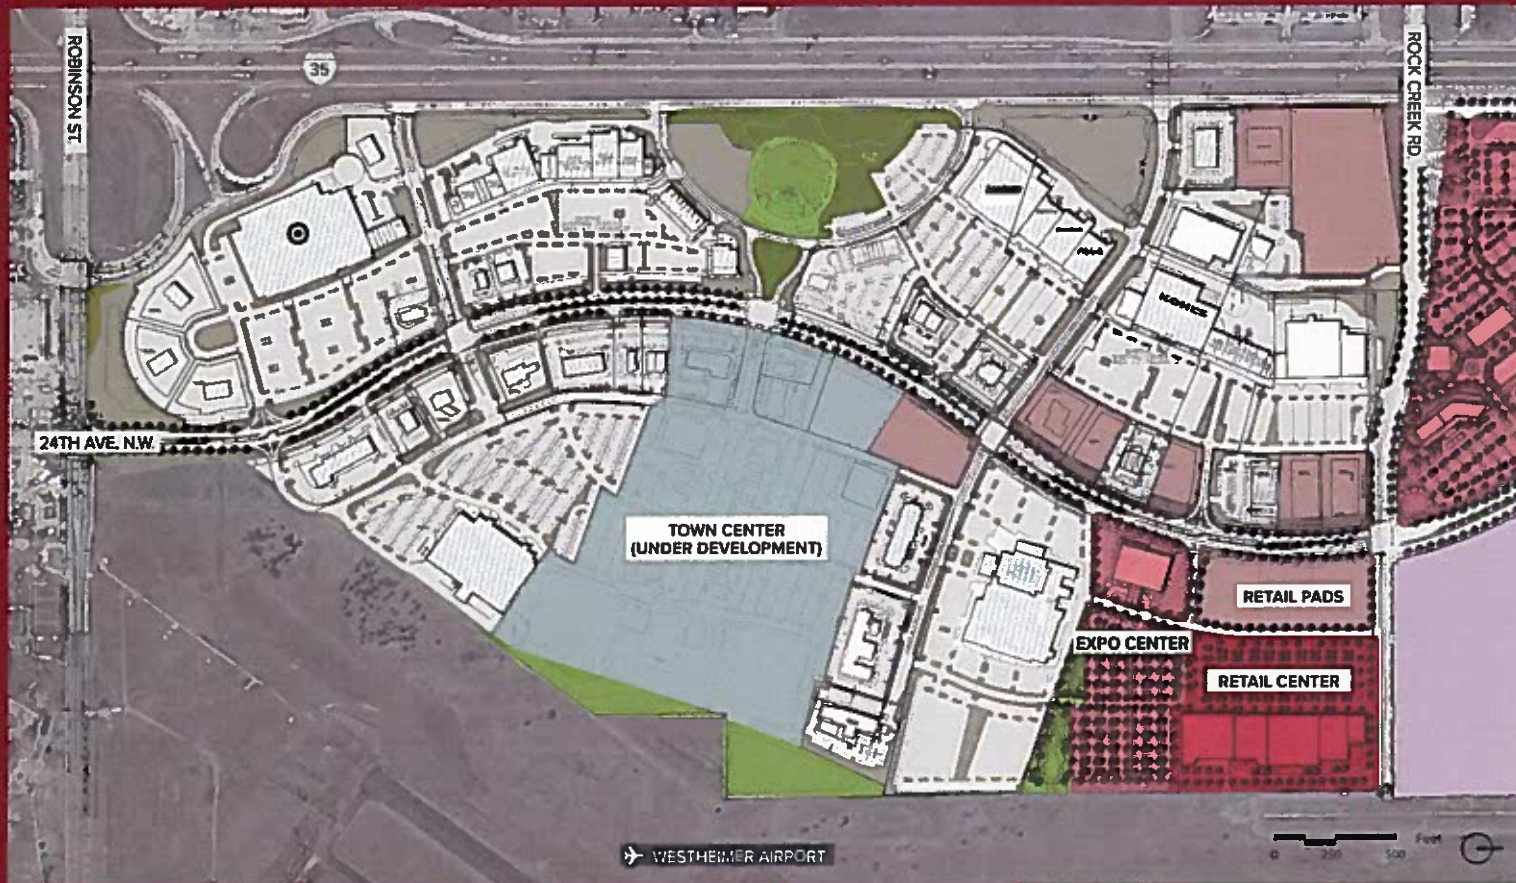 ROBINSON ST.
35
ROCK CREEK RD.
KOHLS
24TH AVE. N.W.
TOWN CENTER
(UNDER DEVELOPMENT)
RETAIL PADS
EXPO CENTER
RETAIL CENTER
WESTHEIMER AIRPORT
Feet
0 250 500